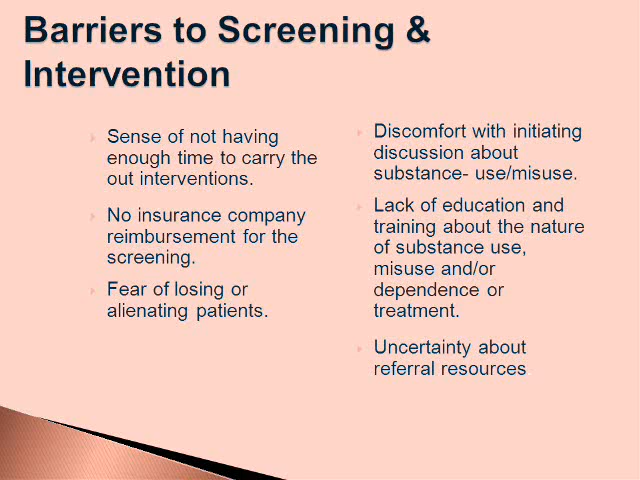 Barriers to Screening &
Intervention
Sense of not having
enough time to carry the
out interventions.
No insurance company
reimbursement for the
screening.
Fear of losing or
alienating patients.
Discomfort with initiating
discussion about
substance- use/misuse.
Lack of education and
training about the nature
of substance use,
misuse and/or
dependence or
treatment.
Uncertainty about
referral resources